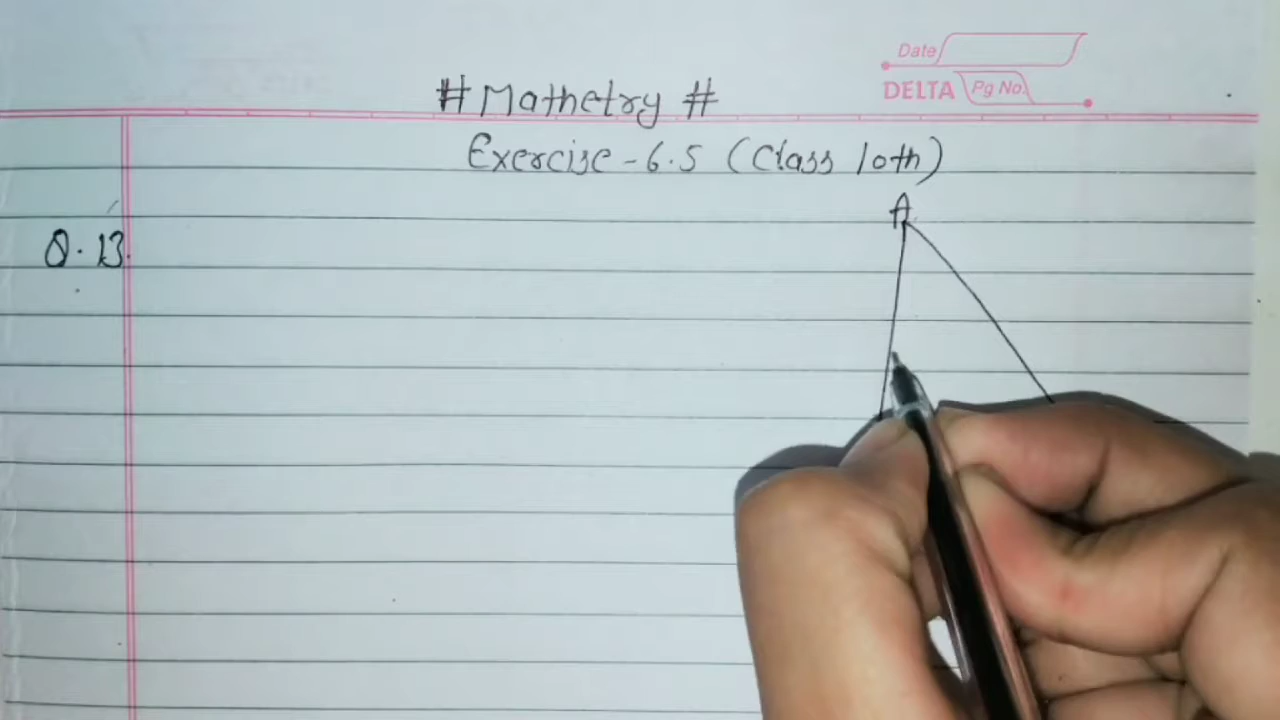 Date
# Mathetry #
DELTA Pg No.
Exercise - 6.5 (Class 10th)
A
Q. 13.